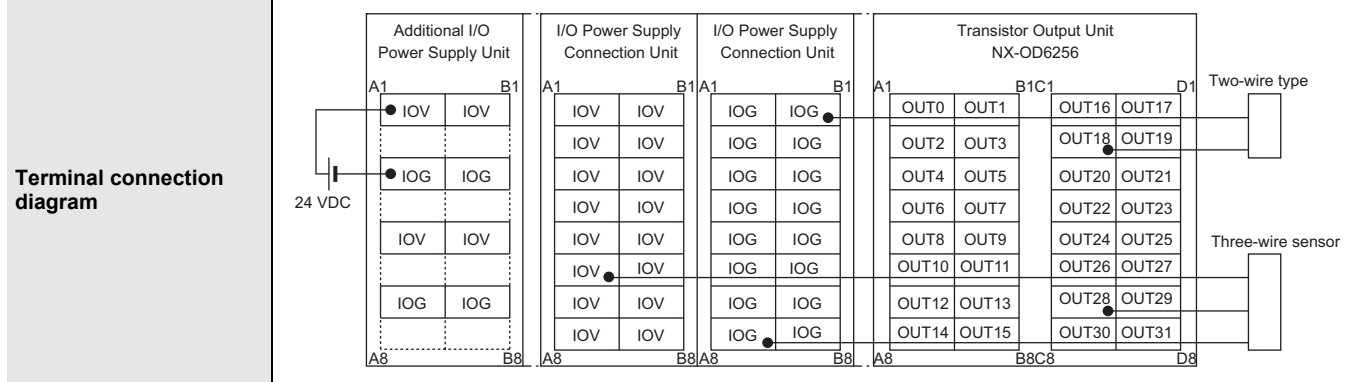 Terminal connection
diagram
Additional I/O
Power Supply Unit
I/O Power Supply
Connection Unit
I/O Power Supply
Connection Unit
Transistor Output Unit
NX-OD6256
Two-wire type
A1 B1 A1 B1 A1 B1 A1 B1 C1 D1
IOV IOV IOV IOV IOG IOG OUT0 OUT1 OUT16 OUT17
IOV IOV IOG IOG OUT2 OUT3 OUT18 OUT19
IOG IOG IOV IOV IOG IOG OUT4 OUT5 OUT20 OUT21
24 VDC
IOV IOV IOG IOG OUT6 OUT7 OUT22 OUT23
IOV IOV IOV IOV IOG IOG OUT8 OUT9 OUT24 OUT25
Three-wire sensor
IOV IOV IOG IOG OUT10 OUT11 OUT26 OUT27
IOG IOG IOV IOV IOG IOG OUT12 OUT13 OUT28 OUT29
IOV IOV IOG IOG OUT14 OUT15 OUT30 OUT31
A8 B8 A8 B8 A8 B8 A8 B8 C8 D8